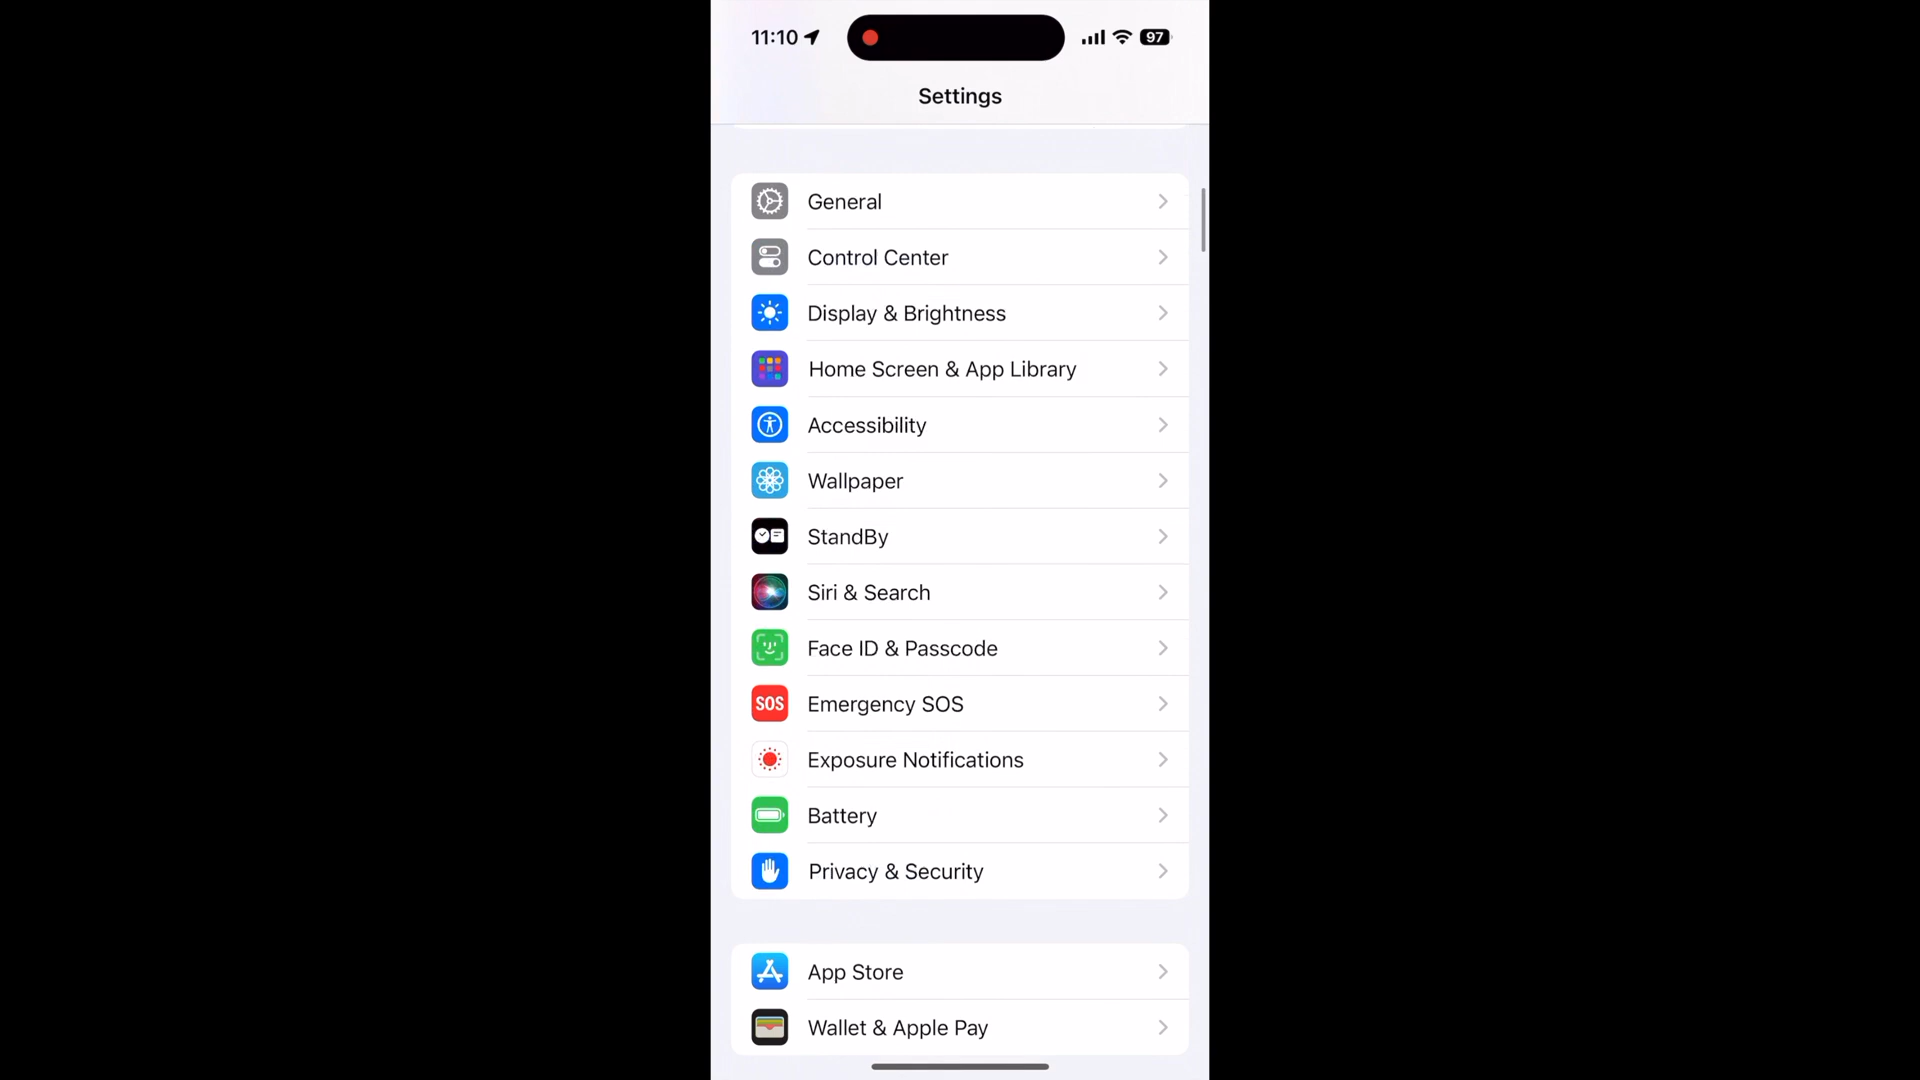 11:10
97
Settings
General
Control Center
Display & Brightness
Home Screen & App Library
Accessibility
Wallpaper
StandBy
Siri & Search
Face ID & Passcode
SOS Emergency SOS
Exposure Notifications
Battery
Privacy & Security
App Store
Wallet & Apple Pay